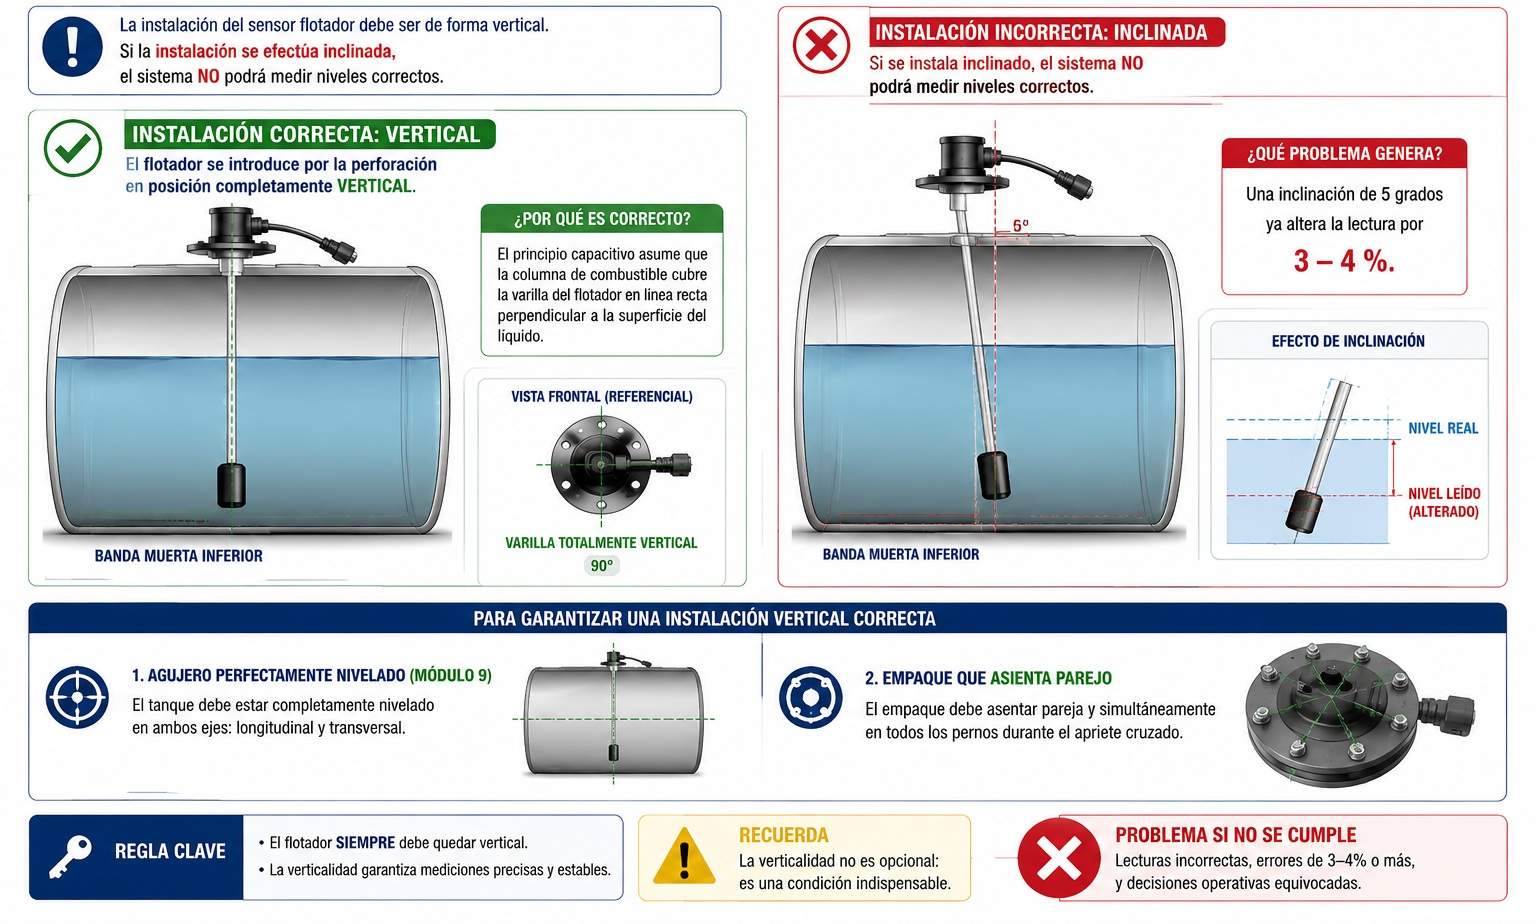 La instalación del sensor flotador debe ser de forma vertical.
Si la instalación se efectúa inclinada,
el sistema NO podrá medir niveles correctos.
INSTALACIÓN CORRECTA: VERTICAL
El flotador se introduce por la perforación
en posición completamente VERTICAL.
¿POR QUÉ ES CORRECTO?
El principio capacitivo asume que
la columna de combustible cubre
la varilla del flotador en línea recta
perpendicular a la superficie del
líquido.
VISTA FRONTAL (REFERENCIAL)
VARILLA TOTALMENTE VERTICAL
90º
BANDA MUERTA INFERIOR
INSTALACIÓN INCORRECTA: INCLINADA
Si se instala inclinado, el sistema NO
podrá medir niveles correctos.
5º
¿QUÉ PROBLEMA GENERA?
Una inclinación de 5 grados
ya altera la lectura por
3 – 4 %.
EFECTO DE INCLINACIÓN
NIVEL REAL
NIVEL LEÍDO
(ALTERADO)
BANDA MUERTA INFERIOR
PARA GARANTIZAR UNA INSTALACIÓN VERTICAL CORRECTA
1. AGUJERO PERFECTAMENTE NIVELADO (MÓDULO 9)
El tanque debe estar completamente nivelado
en ambos ejes: longitudinal y transversal.
2. EMPAQUE QUE ASIENTA PAREJO
El empaque debe asentar pareja y simultáneamente
en todos los pernos durante el apriete cruzado.
REGLA CLAVE
• El flotador SIEMPRE debe quedar vertical.
• La verticalidad garantiza mediciones precisas y estables.
RECUERDA
La verticalidad no es opcional:
es una condición indispensable.
PROBLEMA SI NO SE CUMPLE
Lecturas incorrectas, errores de 3–4% o más,
y decisiones operativas equivocadas.